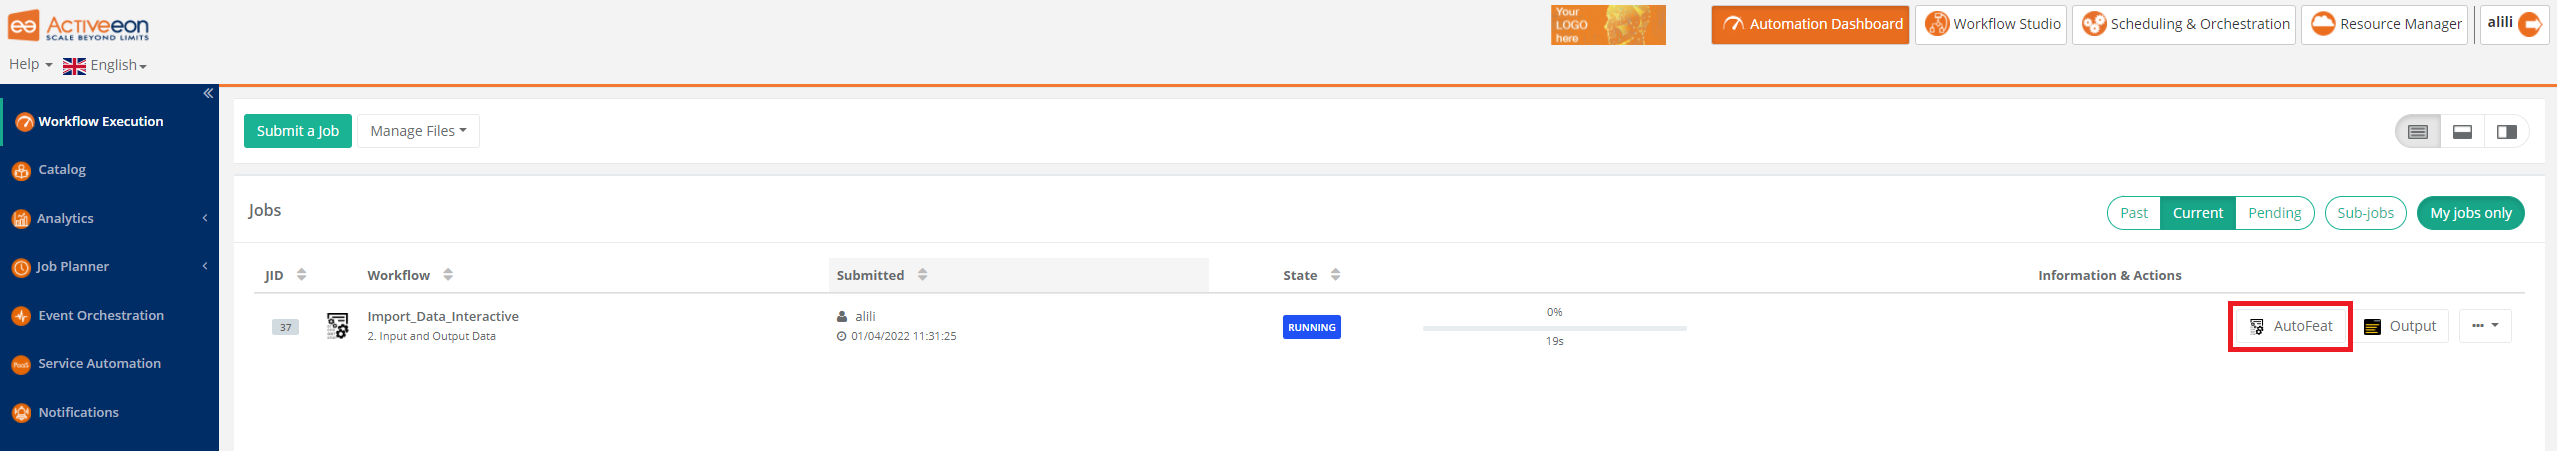 Activeeon
SCALE BEYOND LIMITS
Your
LOGO
here
Automation Dashboard
Workflow Studio
Scheduling & Orchestration
Resource Manager
alili
Help
English
Workflow Execution
Catalog
Analytics
Job Planner
Event Orchestration
PaaS
Service Automation
Notifications
Submit a Job
Manage Files
Jobs
Past
Current
Pending
Sub-jobs
My jobs only
JID
Workflow
Submitted
State
Information & Actions
37
Import_Data_Interactive
2. Input and Output Data
alili
01/04/2022 11:31:25
RUNNING
0%
19s
AutoFeat
Output